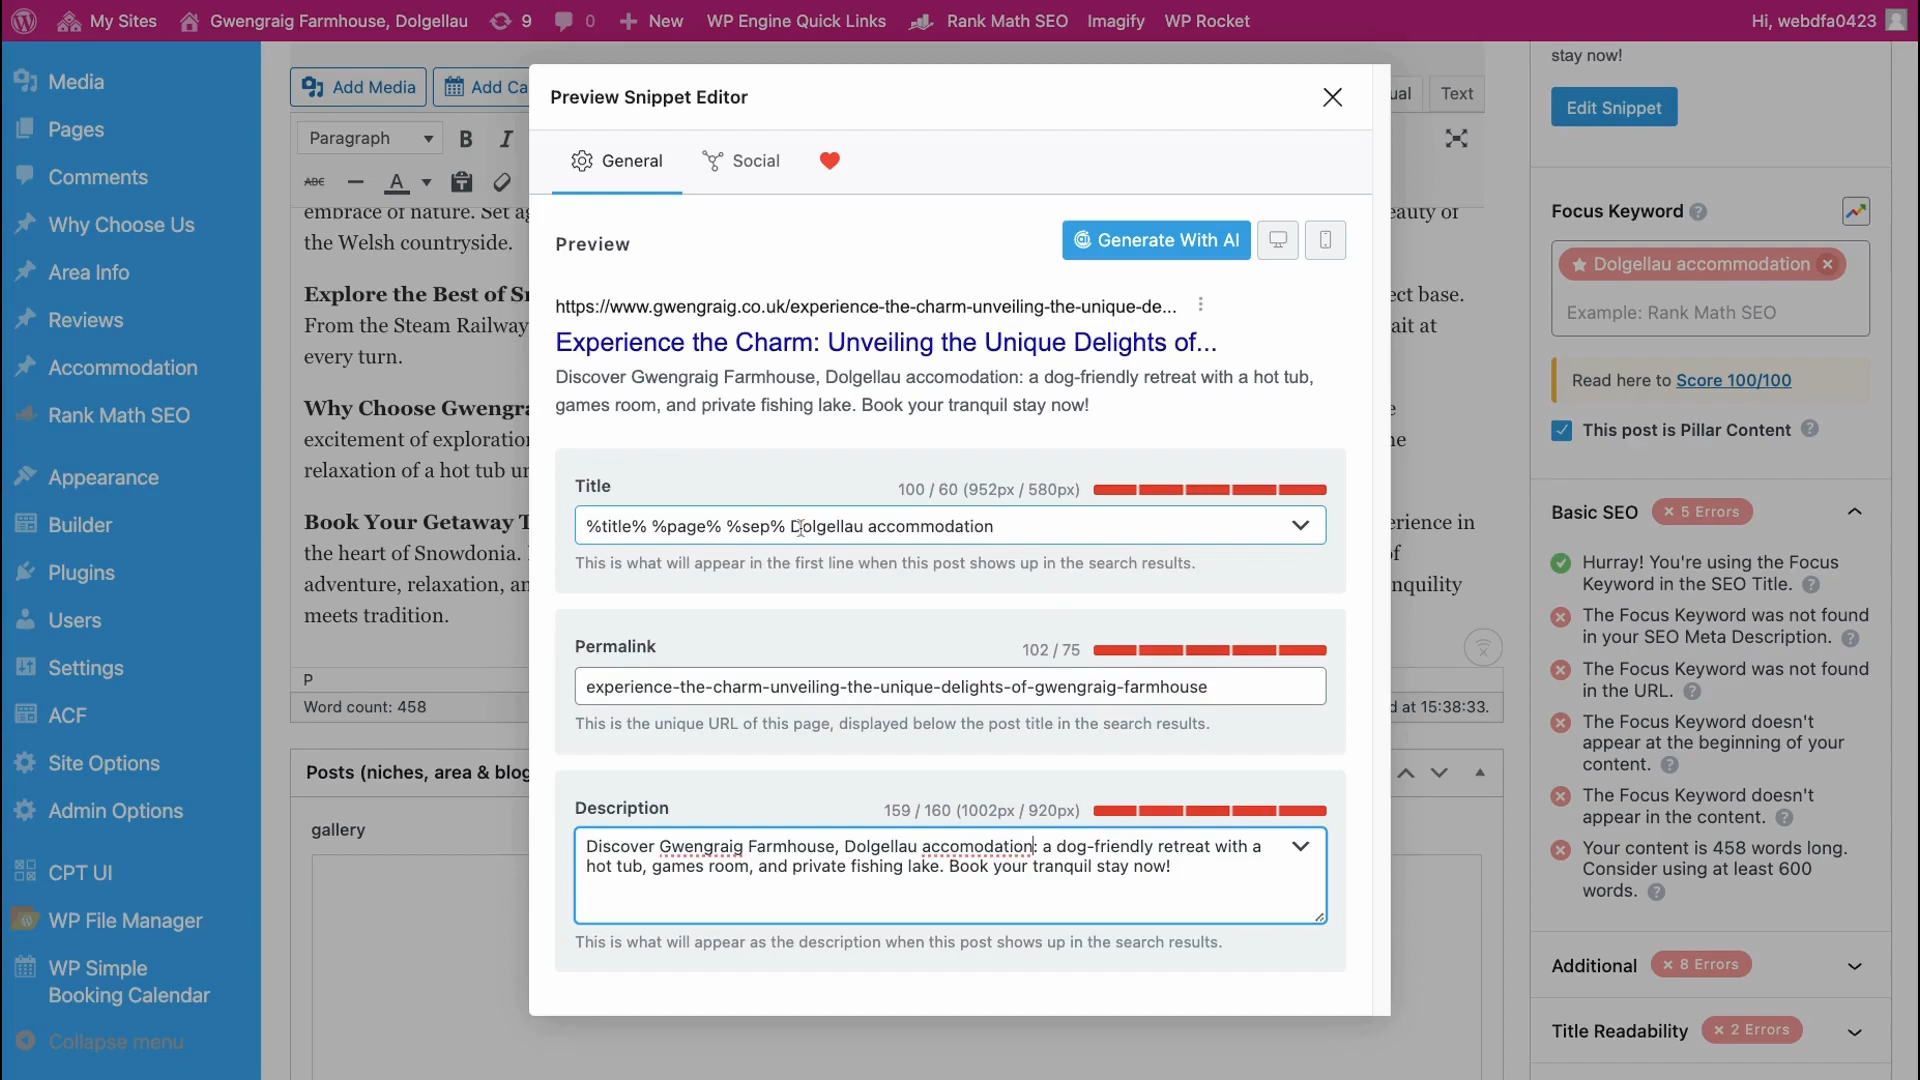 My Sites Gwengraig Farmhouse, Dolgellau 9 0 New WP Engine Quick Links Rank Math SEO Imagify WP Rocket Hi, webdfa0423
Media
Pages
Comments
Why Choose Us
Area Info
Reviews
Accommodation
Rank Math SEO
Appearance
Builder
Plugins
Users
Settings
ACF
Site Options
Admin Options
CPT UI
WP File Manager
WP Simple
Booking Calendar
Collapse menu
Add Media Add Ca
Paragraph B I
ABC A
embrace of nature. Set ag
the Welsh countryside.
Explore the Best of Sn
From the Steam Railway
every turn.
Why Choose Gwengra
excitement of exploration
relaxation of a hot tub un
Book Your Getaway T
the heart of Snowdonia.
adventure, relaxation, an
meets tradition.
P
Word count: 458
Posts (niches, area & blog
gallery
Preview Snippet Editor
General Social
Preview Generate With AI
https://www.gwengraig.co.uk/experience-the-charm-unveiling-the-unique-de...
Experience the Charm: Unveiling the Unique Delights of...
Discover Gwengraig Farmhouse, Dolgellau accomodation: a dog-friendly retreat with a hot tub,
games room, and private fishing lake. Book your tranquil stay now!
Title 100 / 60 (952px / 580px)
%title% %page% %sep% Dolgellau accommodation
This is what will appear in the first line when this post shows up in the search results.
Permalink 102 / 75
experience-the-charm-unveiling-the-unique-delights-of-gwengraig-farmhouse
This is the unique URL of this page, displayed below the post title in the search results.
Description 159 / 160 (1002px / 920px)
Discover Gwengraig Farmhouse, Dolgellau accomodation: a dog-friendly retreat with a
hot tub, games room, and private fishing lake. Book your tranquil stay now!
This is what will appear as the description when this post shows up in the search results.
ual Text
eauty of
ect base.
ait at
e
ne
erience in
of
nquility
d at 15:38:33.
stay now!
Edit Snippet
Focus Keyword
Dolgellau accommodation
Example: Rank Math SEO
Read here to Score 100/100
This post is Pillar Content
Basic SEO × 5 Errors
Hurray! You're using the Focus
Keyword in the SEO Title.
The Focus Keyword was not found
in your SEO Meta Description.
The Focus Keyword was not found
in the URL.
The Focus Keyword doesn't
appear at the beginning of your
content.
The Focus Keyword doesn't
appear in the content.
Your content is 458 words long.
Consider using at least 600
words.
Additional × 8 Errors
Title Readability × 2 Errors